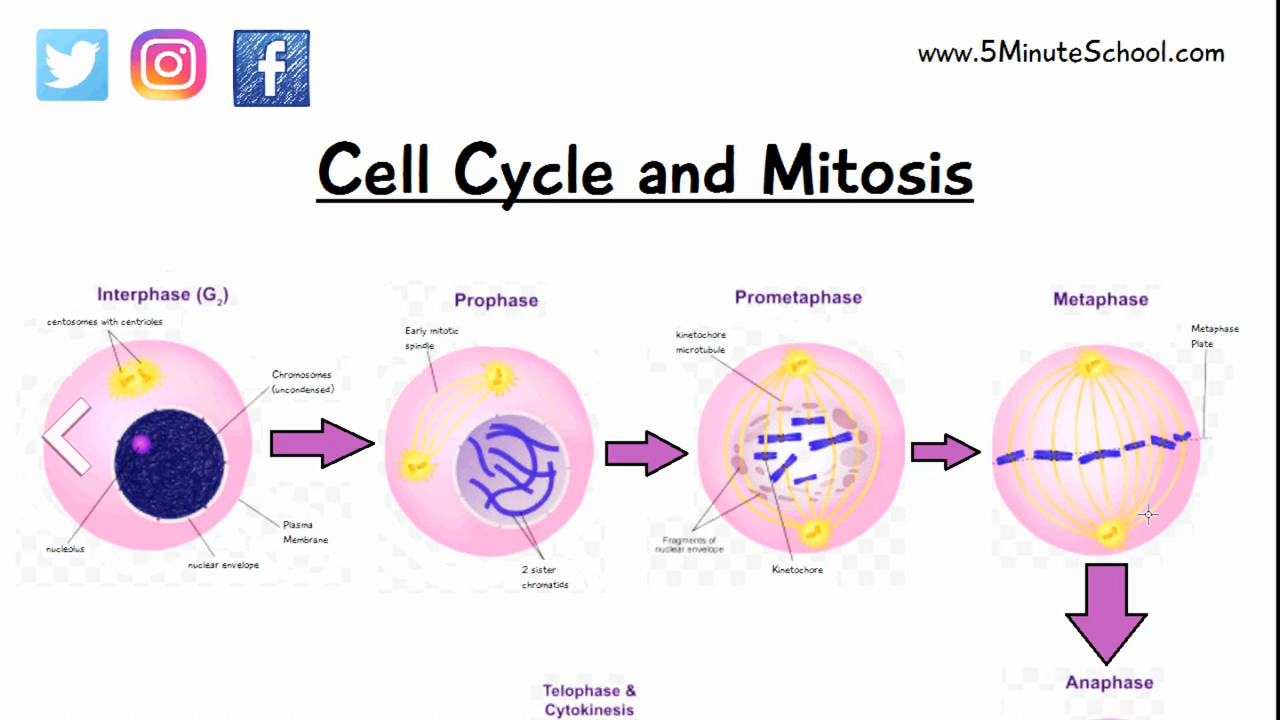 www.5MinuteSchool.com
Cell Cycle and Mitosis
Interphase (G₂)
centosomes with centrioles
Chromosomes
(uncondensed)
nucleolus
nuclear envelope
Plasma
Membrane
Prophase
Early mitotic
spindle
2 sister
chromatids
Prometaphase
kinetochore
microtubule
Fragments of
nuclear envelope
Kinetochore
Metaphase
Metaphase
Plate
Anaphase
Telophase &
Cytokinesis